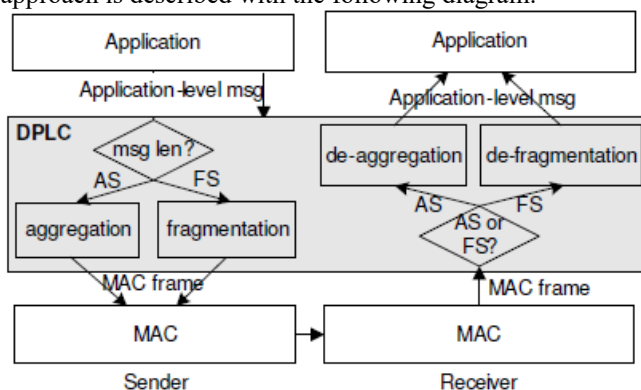 approach is described with the following diagram.
Application
Application
Application-level msg
Application-level msg
DPLC
msg len?
de-aggregation
de-fragmentation
AS
FS
AS
FS
aggregation
fragmentation
AS or
FS?
MAC frame
MAC frame
MAC
MAC
Sender
Receiver